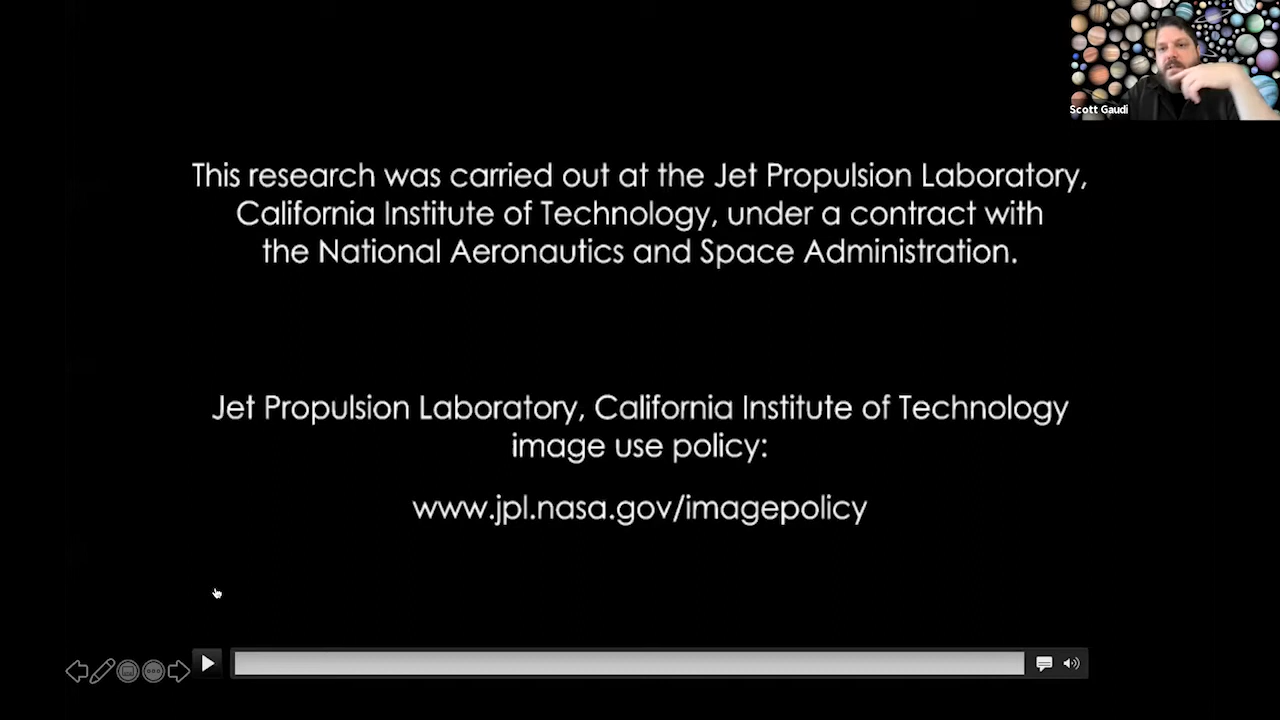 Scott Gaudi
This research was carried out at the Jet Propulsion Laboratory,
California Institute of Technology, under a contract with
the National Aeronautics and Space Administration.
Jet Propulsion Laboratory, California Institute of Technology
image use policy:
www.jpl.nasa.gov/imagepolicy